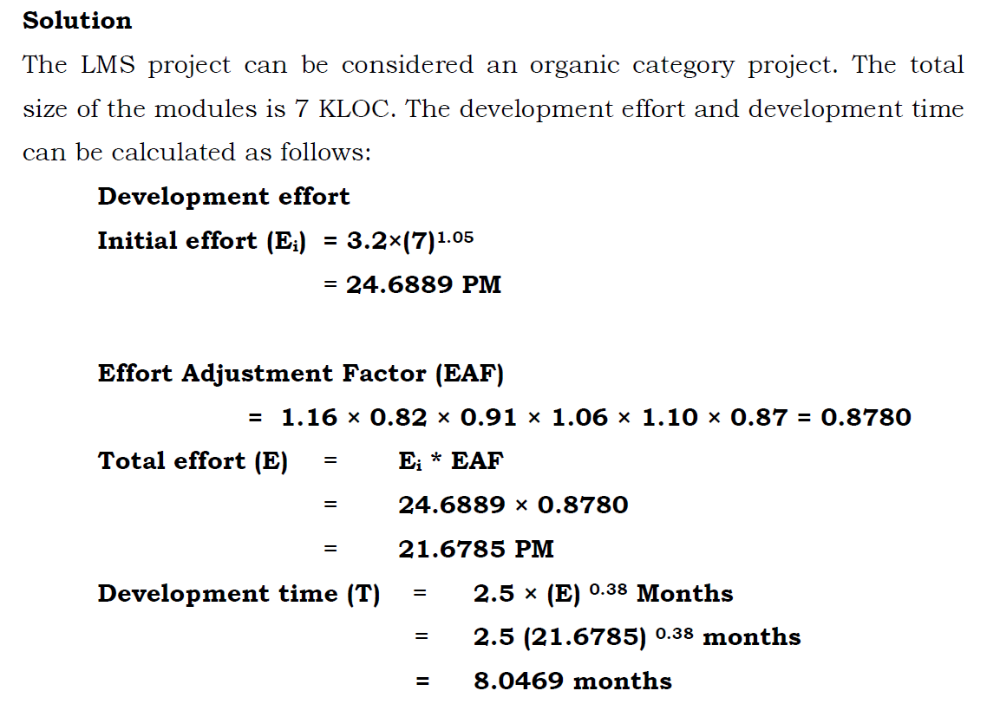 Solution
The LMS project can be considered an organic category project. The total
size of the modules is 7 KLOC. The development effort and development time
can be calculated as follows:
Development effort
Initial effort (Eᵢ) = 3.2×(7)¹·⁰⁵
= 24.6889 PM
Effort Adjustment Factor (EAF)
= 1.16 × 0.82 × 0.91 × 1.06 × 1.10 × 0.87 = 0.8780
Total effort (E) = Eᵢ * EAF
= 24.6889 × 0.8780
= 21.6785 PM
Development time (T) = 2.5 × (E) ⁰·³⁸ Months
= 2.5 (21.6785) ⁰·³⁸ months
= 8.0469 months